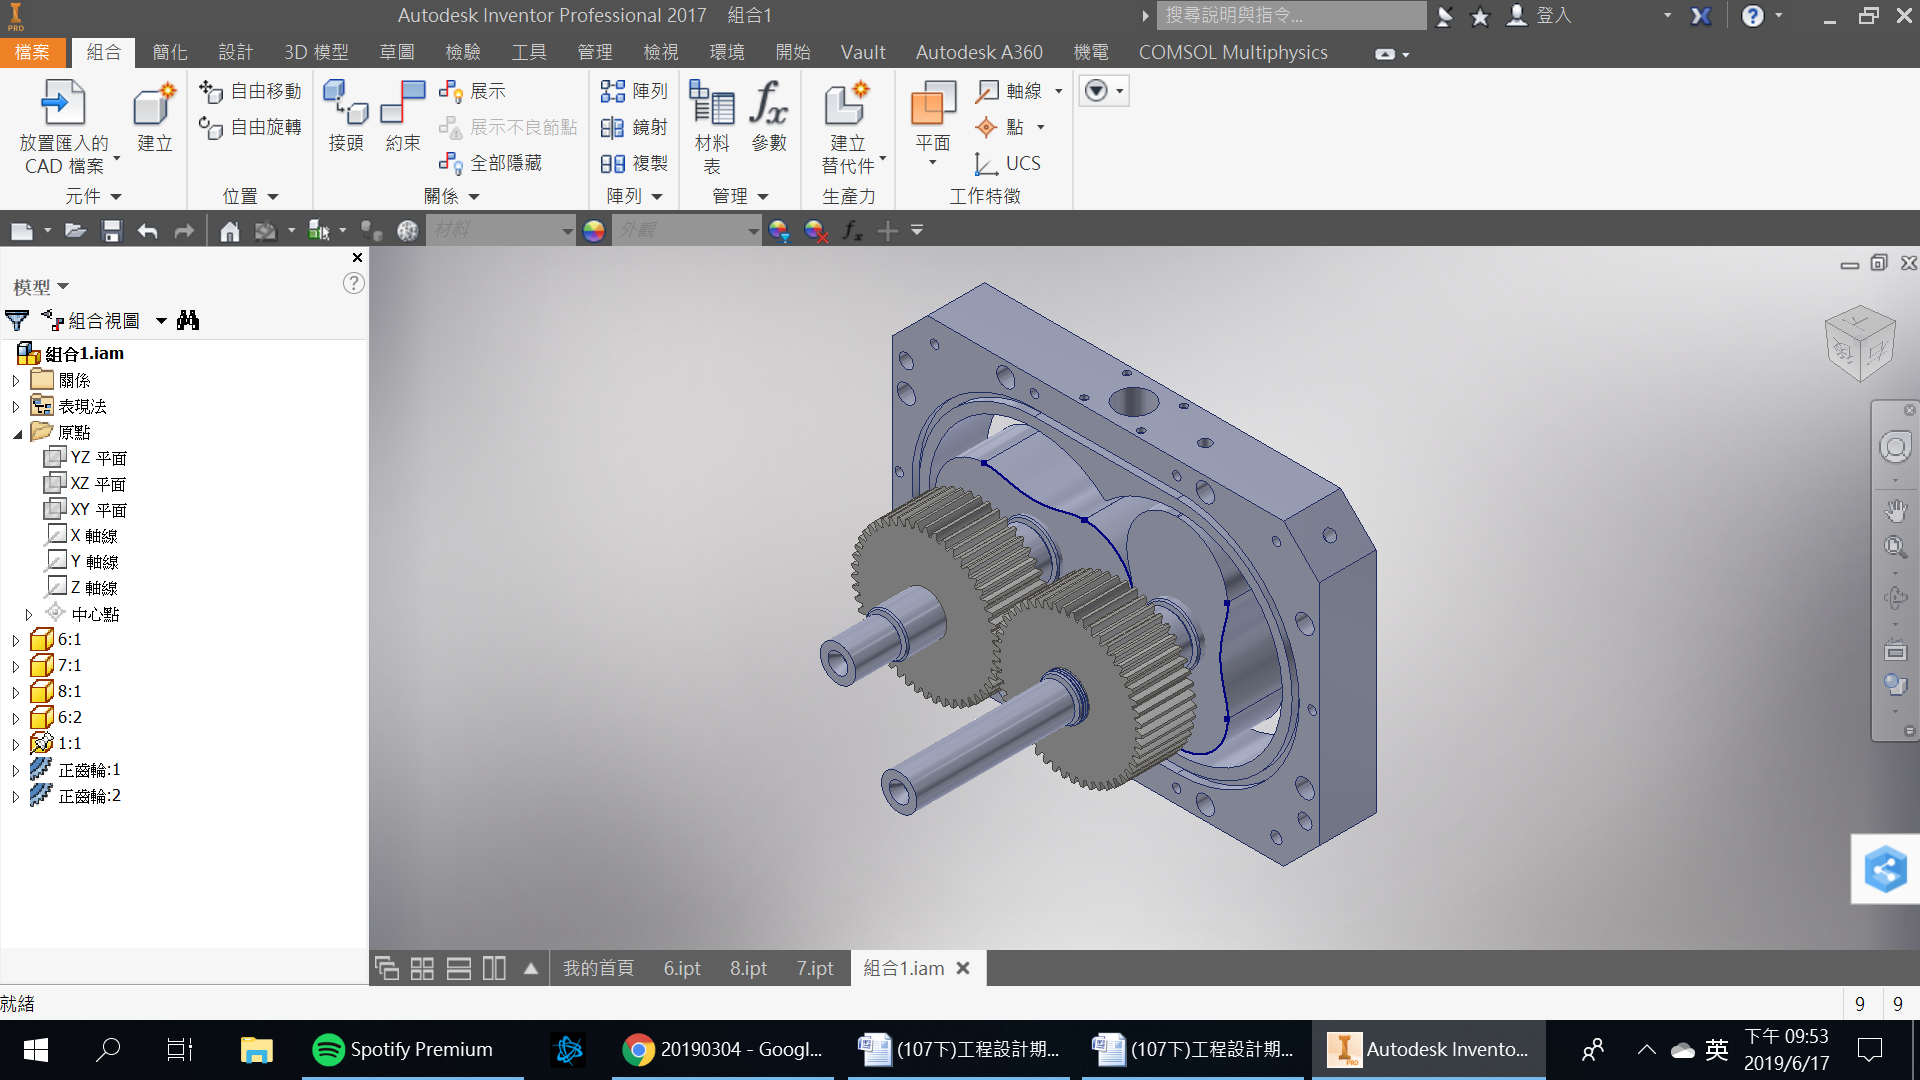 Autodesk Inventor Professional 2017 組合1
搜尋說明與指令...
登入
PRO
檔案 組合 簡化 設計 3D 模型 草圖 檢驗 工具 管理 檢視 環境 開始 Vault Autodesk A360 機電 COMSOL Multiphysics
放置匯入的
CAD 檔案
建立
自由移動
自由旋轉
接頭
約束
展示
展示不良節點
全部隱藏
陣列
鏡射
複製
材料
表
參數
建立
替代件
平面
軸線
點
UCS
元件 位置 關係 陣列 管理 生產力 工作特徵
材料 外觀
模型
組合視圖
組合1.iam
關係
表現法
原點
YZ 平面
XZ 平面
XY 平面
X 軸線
Y 軸線
Z 軸線
中心點
6:1
7:1
8:1
6:2
1:1
正齒輪:1
正齒輪:2
我的首頁 6.ipt 8.ipt 7.ipt 組合1.iam
就緒
9 9
Spotify Premium
20190304 - Googl...
(107下)工程設計期...
(107下)工程設計期...
Autodesk Invento...
英
下午 09:53
2019/6/17